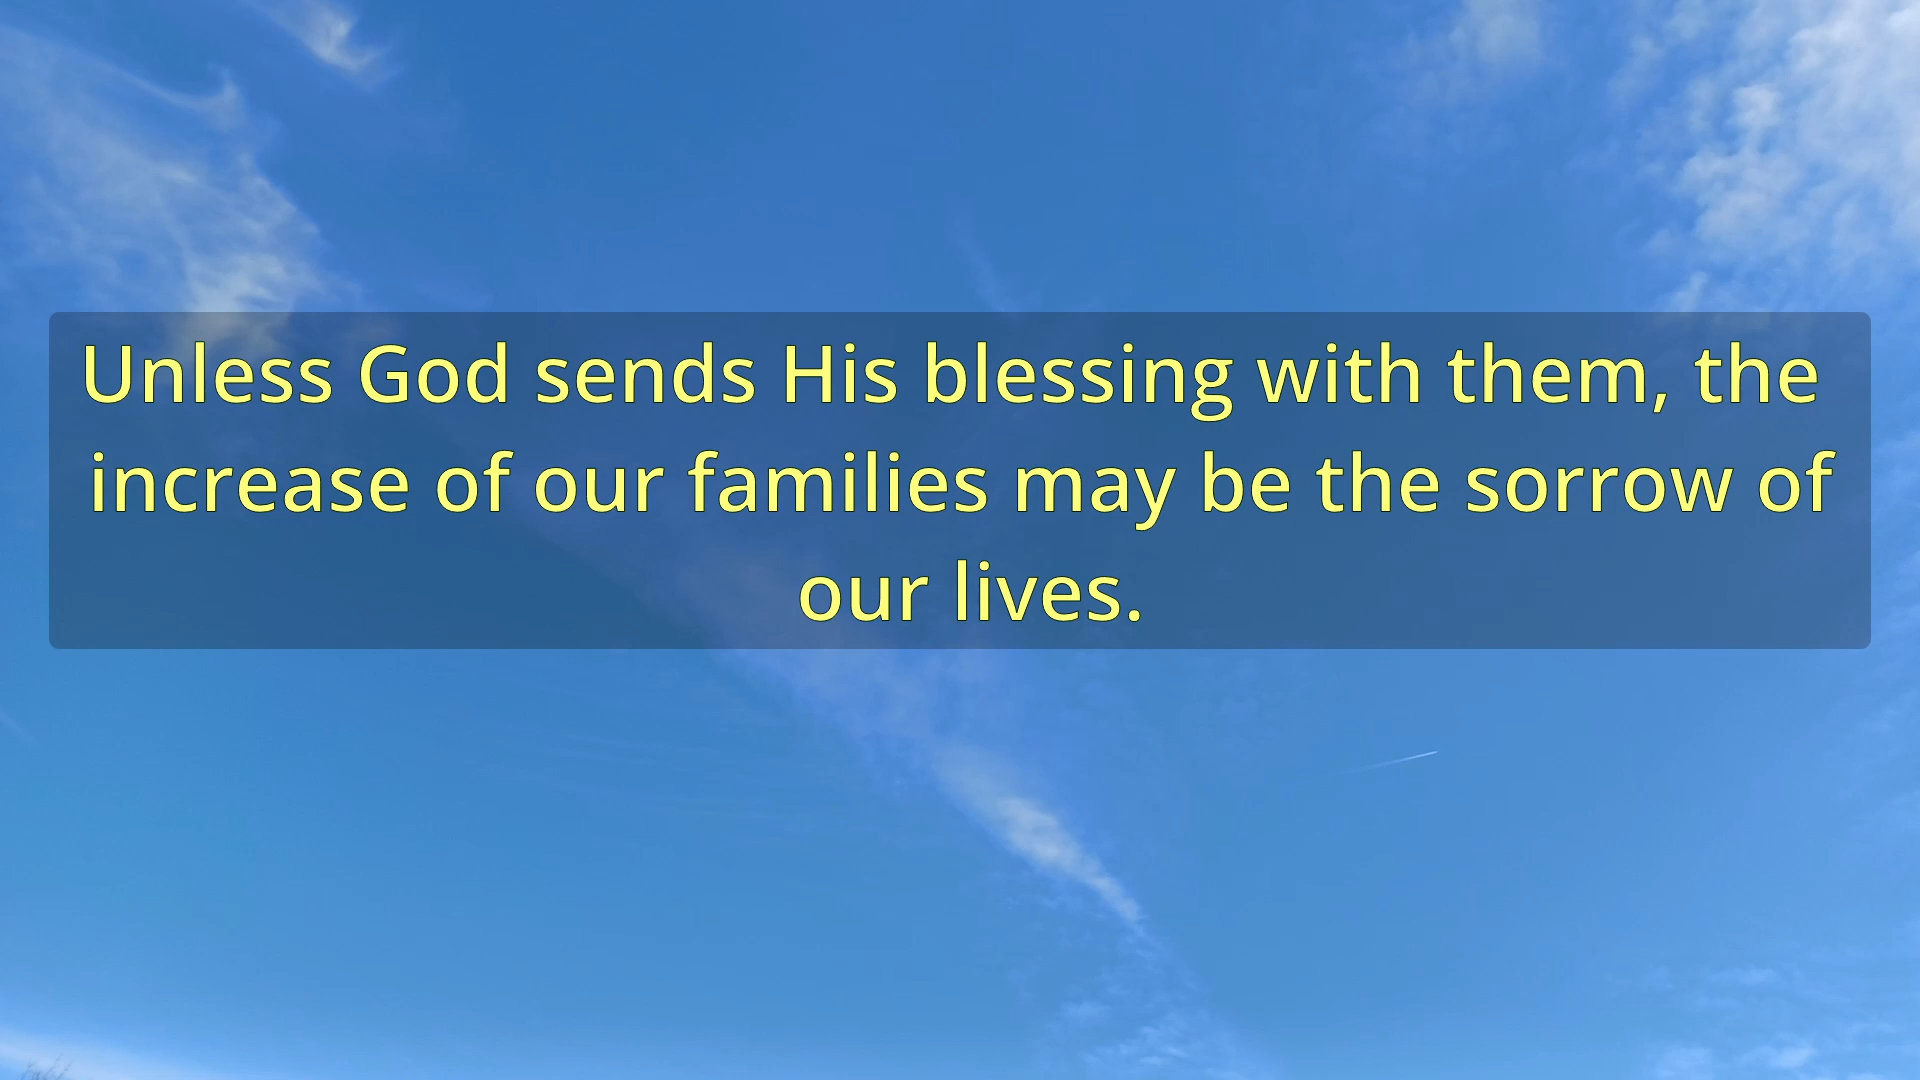 Unless God sends His blessing with them, the
increase of our families may be the sorrow of
our lives.